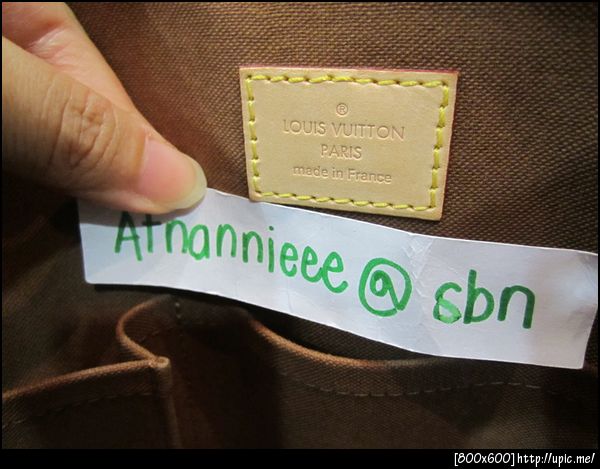 ®
LOUIS VUITTON
PARIS
made in France
Atnannieee @ sbn
[800x600]http://upic.me/